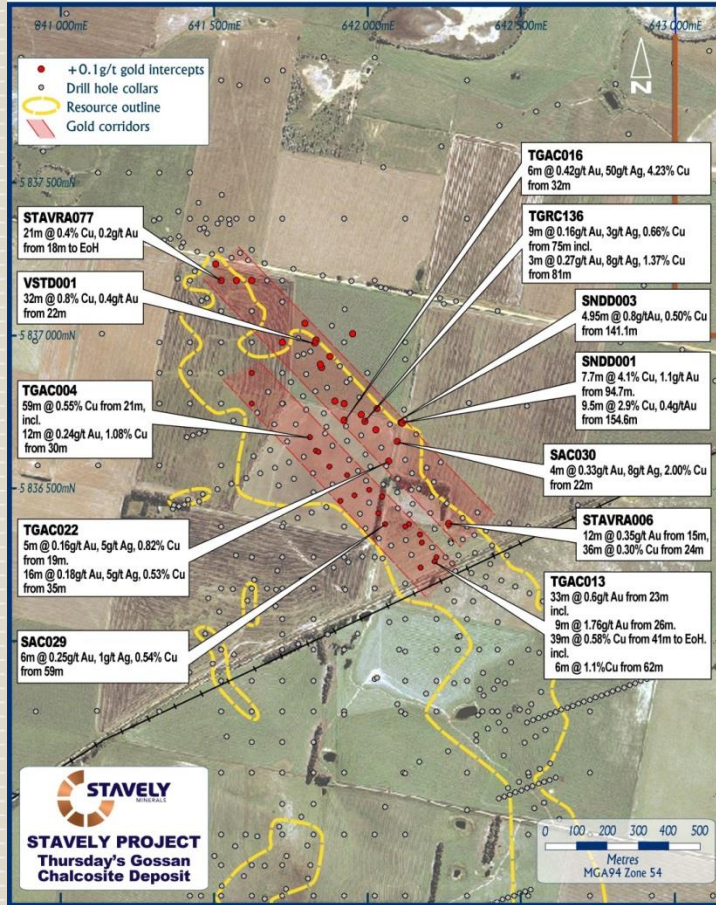 641 000mE
641 500mE
642 000mE
642 500mE
643 000mE
+0.1g/t gold intercepts
Drill hole collars
Resource outline
Gold corridors
N
5 837 500mN
TGAC016
6m @ 0.42g/t Au, 50g/t Ag, 4.23% Cu
from 32m
STAVRA077
21m @ 0.4% Cu, 0.2g/t Au
from 18m to EoH
TGRC136
9m @ 0.16g/t Au, 3g/t Ag, 0.66% Cu
from 75m incl.
3m @ 0.27g/t Au, 8g/t Ag, 1.37% Cu
from 81m
VSTD001
32m @ 0.8% Cu, 0.4g/t Au
from 22m
SNDD003
4.95m @ 0.8g/tAu, 0.50% Cu
from 141.1m
5 837 000mN
SNDD001
7.7m @ 4.1% Cu, 1.1g/t Au
from 94.7m.
9.5m @ 2.9% Cu, 0.4g/tAu
from 154.6m
TGAC004
59m @ 0.55% Cu from 21m,
incl.
12m @ 0.24g/t Au, 1.08% Cu
from 30m
SAC030
4m @ 0.33g/t Au, 8g/t Ag, 2.00% Cu
from 22m
5 836 500mN
STAVRA006
12m @ 0.35g/t Au from 15m,
36m @ 0.30% Cu from 24m
TGAC022
5m @ 0.16g/t Au, 5g/t Ag, 0.82% Cu
from 19m.
16m @ 0.18g/t Au, 5g/t Ag, 0.53% Cu
from 35m
TGAC013
33m @ 0.6g/t Au from 23m
incl.
9m @ 1.76g/t Au from 26m.
39m @ 0.58% Cu from 41m to EoH.
incl.
6m @ 1.1%Cu from 62m
SAC029
6m @ 0.25g/t Au, 1g/t Ag, 0.54% Cu
from 59m
STAVELY
MINERALS
STAVELY PROJECT
Thursday's Gossan
Chalcosite Deposit
0 100 200 300 400 500
Metres
MGA94 Zone 54